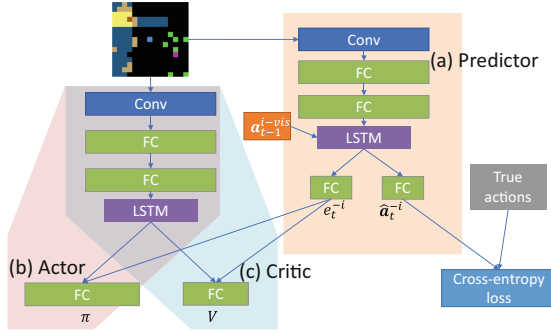 Conv
(a) Predictor
FC
FC
a_{t-1}^{i-vis}
LSTM
FC
FC
e_t^{-i}
â_t^{-i}
True
actions
Cross-entropy
loss
Conv
FC
FC
LSTM
(b) Actor
(c) Critic
FC
FC
π
V